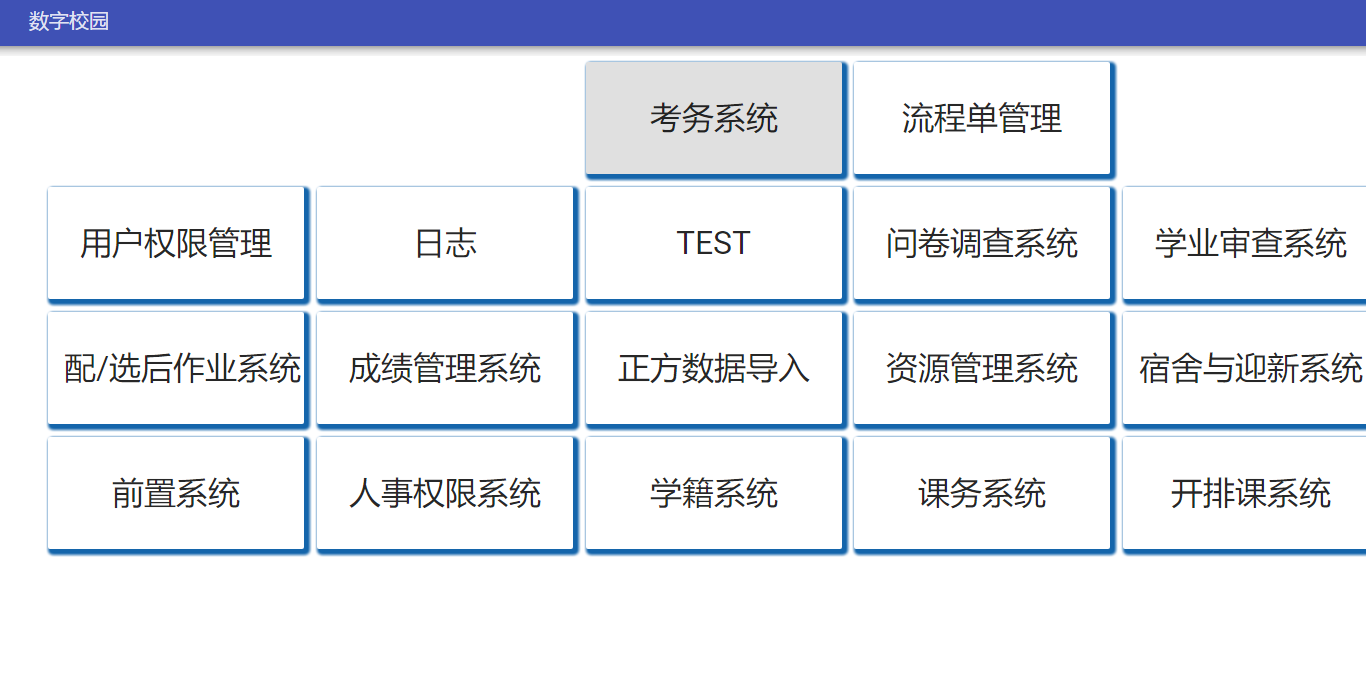 数字校园
考务系统
流程单管理
用户权限管理
日志
TEST
问卷调查系统
学业审查系统
配/选后作业系统
成绩管理系统
正方数据导入
资源管理系统
宿舍与迎新系统
前置系统
人事权限系统
学籍系统
课务系统
开排课系统